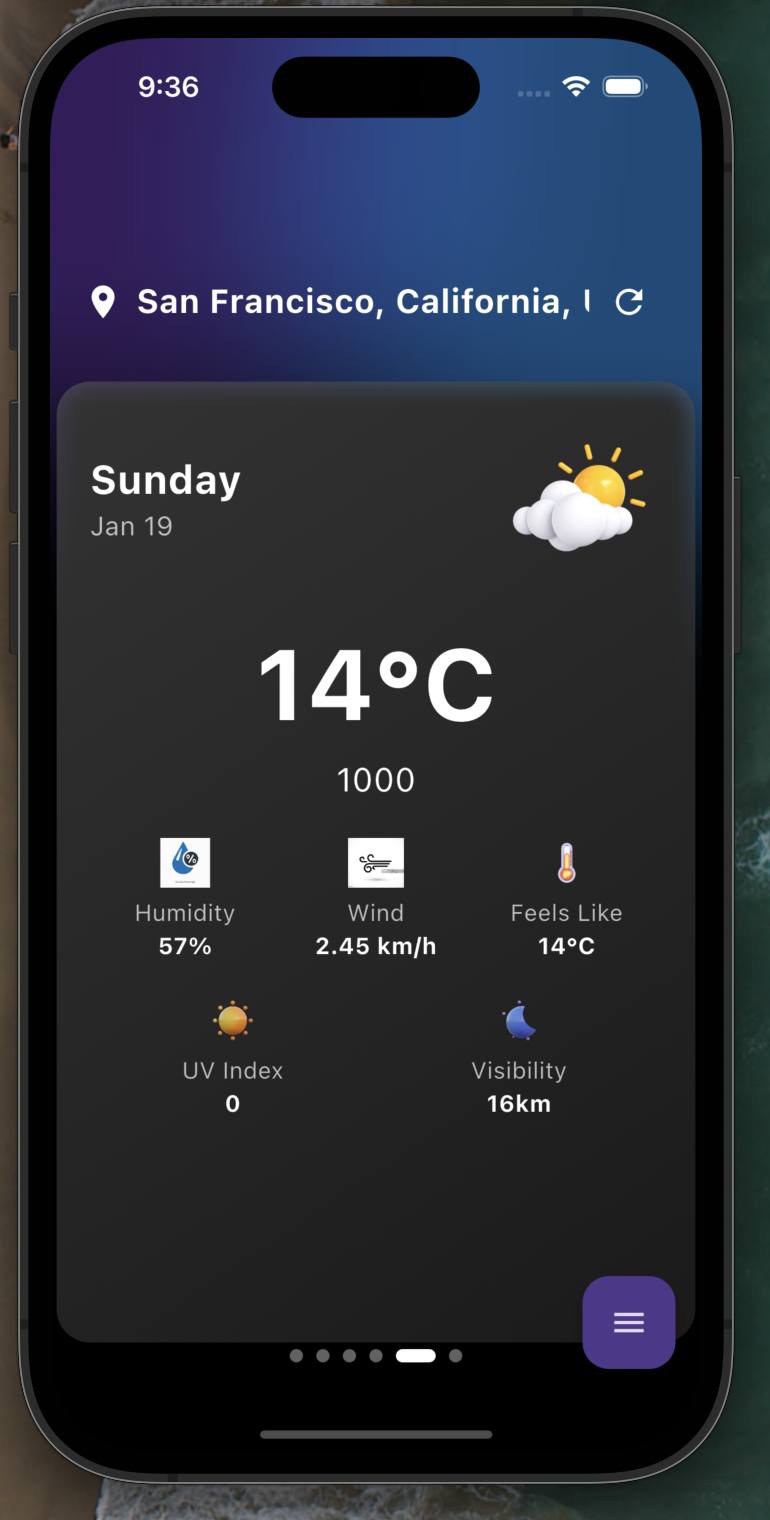 9:36
San Francisco, California, U
Sunday
Jan 19
14°C
1000
%
Humidity
Wind
Feels Like
57%
2.45 km/h
14°C
UV Index
Visibility
0
16km